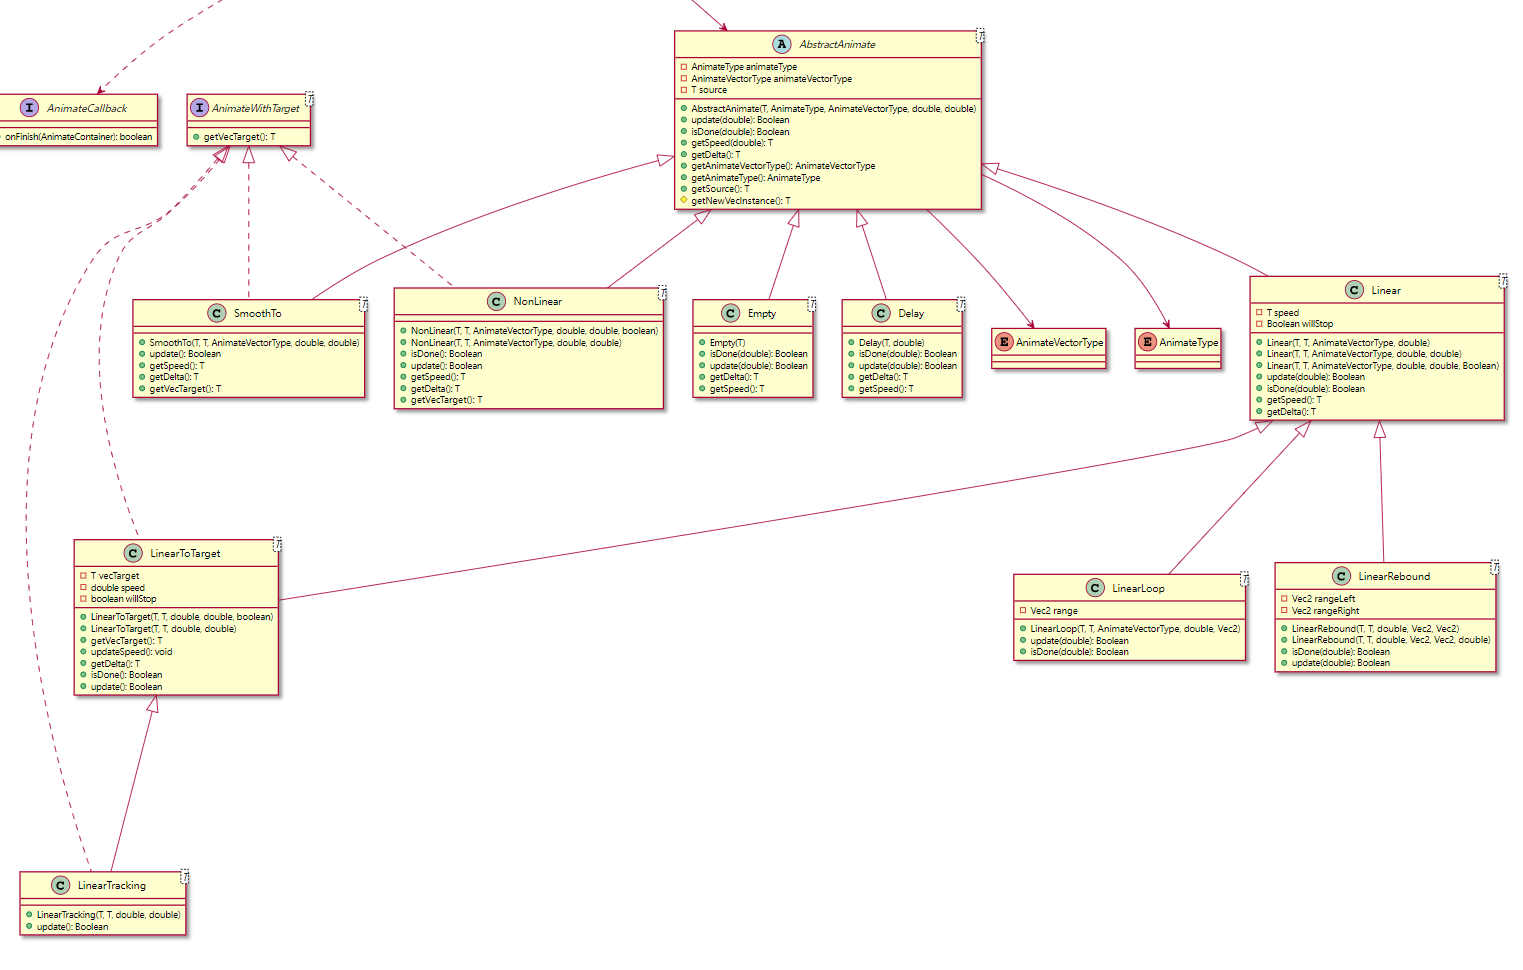 AbstractAnimate
T
AnimateType animateType
AnimateVectorType animateVectorType
T source
AbstractAnimate(T, AnimateType, AnimateVectorType, double, double)
update(double): Boolean
isDone(double): Boolean
getSpeed(double): T
getDelta(): T
getAnimateVectorType(): AnimateVectorType
getAnimateType(): AnimateType
getSource(): T
getNewVecInstance(): T
AnimateCallback
onFinish(AnimateContainer): boolean
AnimateWithTarget
T
getVecTarget(): T
SmoothTo
T
SmoothTo(T, T, AnimateVectorType, double, double)
update(): Boolean
getSpeed(): T
getDelta(): T
getVecTarget(): T
NonLinear
T
NonLinear(T, T, AnimateVectorType, double, double, boolean)
NonLinear(T, T, AnimateVectorType, double, double)
isDone(): Boolean
update(): Boolean
getSpeed(): T
getDelta(): T
getVecTarget(): T
Empty
T
Empty(T)
isDone(double): Boolean
update(double): Boolean
getDelta(): T
getSpeed(): T
Delay
T
Delay(T, double)
isDone(double): Boolean
update(double): Boolean
getDelta(): T
getSpeed(): T
AnimateVectorType
AnimateType
Linear
T
T speed
Boolean willStop
Linear(T, T, AnimateVectorType, double)
Linear(T, T, AnimateVectorType, double, double)
Linear(T, T, AnimateVectorType, double, double, Boolean)
update(double): Boolean
isDone(double): Boolean
getSpeed(): T
getDelta(): T
LinearToTarget
T
T vecTarget
double speed
boolean willStop
LinearToTarget(T, T, double, double, boolean)
LinearToTarget(T, T, double, double)
getVecTarget(): T
updateSpeed(): void
getDelta(): T
isDone(): Boolean
update(): Boolean
LinearLoop
T
Vec2 range
LinearLoop(T, T, AnimateVectorType, double, Vec2)
update(double): Boolean
isDone(double): Boolean
LinearRebound
T
Vec2 rangeLeft
Vec2 rangeRight
LinearRebound(T, T, double, Vec2, Vec2)
LinearRebound(T, T, double, Vec2, Vec2, double)
isDone(double): Boolean
update(double): Boolean
LinearTracking
T
LinearTracking(T, T, double, double)
update(): Boolean